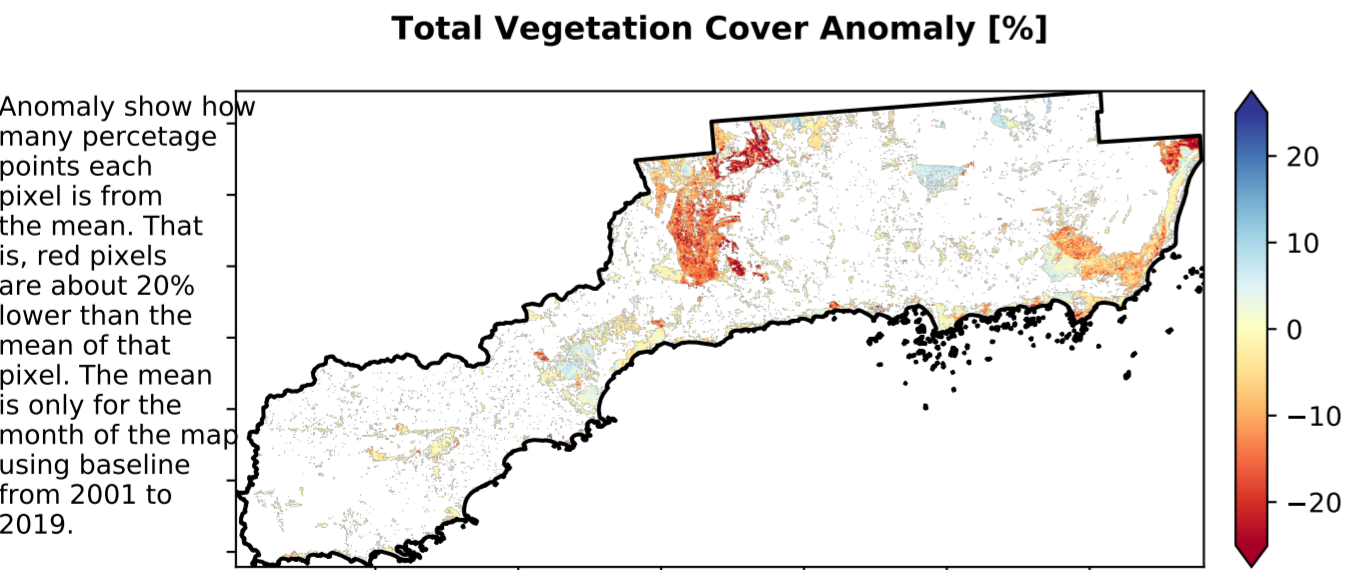 Total Vegetation Cover Anomaly [%]
Anomaly show how
many percetage
points each
pixel is from
the mean. That
is, red pixels
are about 20%
lower than the
mean of that
pixel. The mean
is only for the
month of the map
using baseline
from 2001 to
2019.
20
10
0
−10
−20